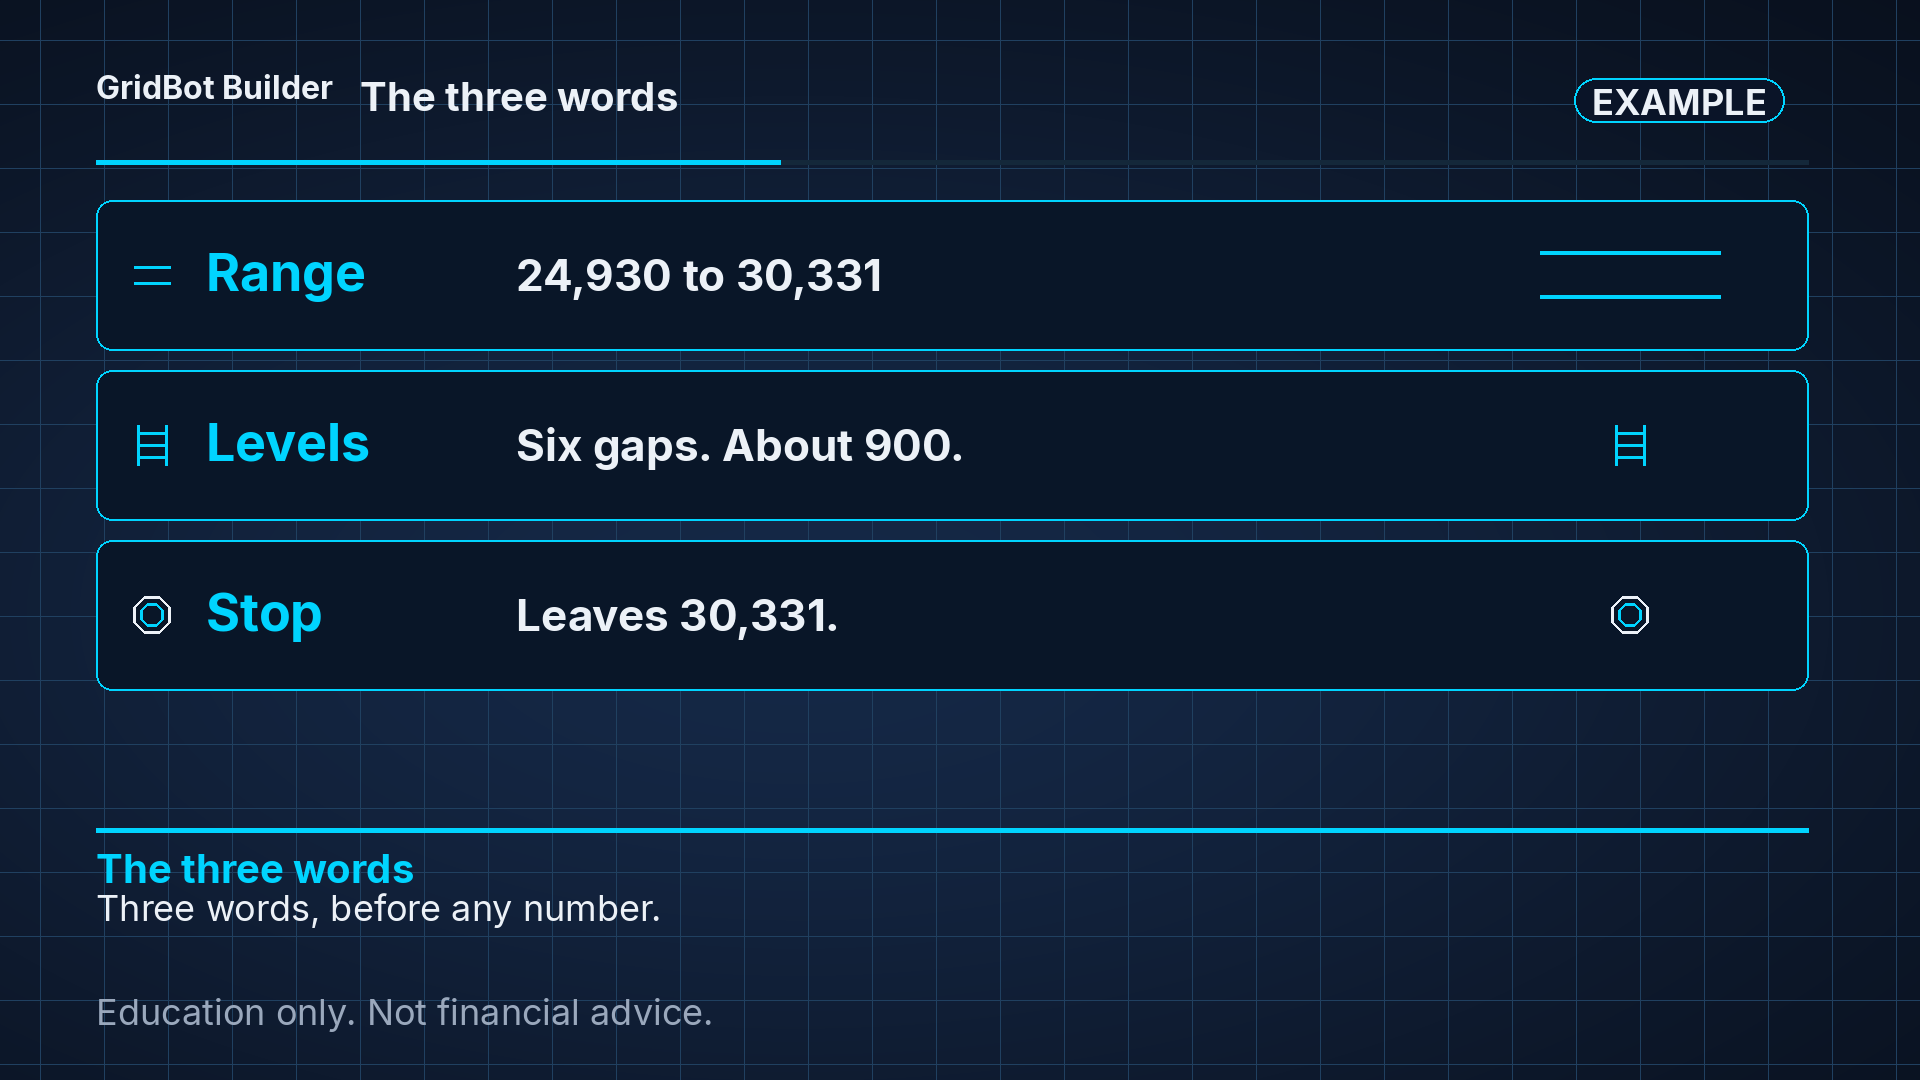 GridBot Builder
The three words
EXAMPLE
Range
24,930 to 30,331
Levels
Six gaps. About 900.
Stop
Leaves 30,331.
The three words
Three words, before any number.
Education only. Not financial advice.